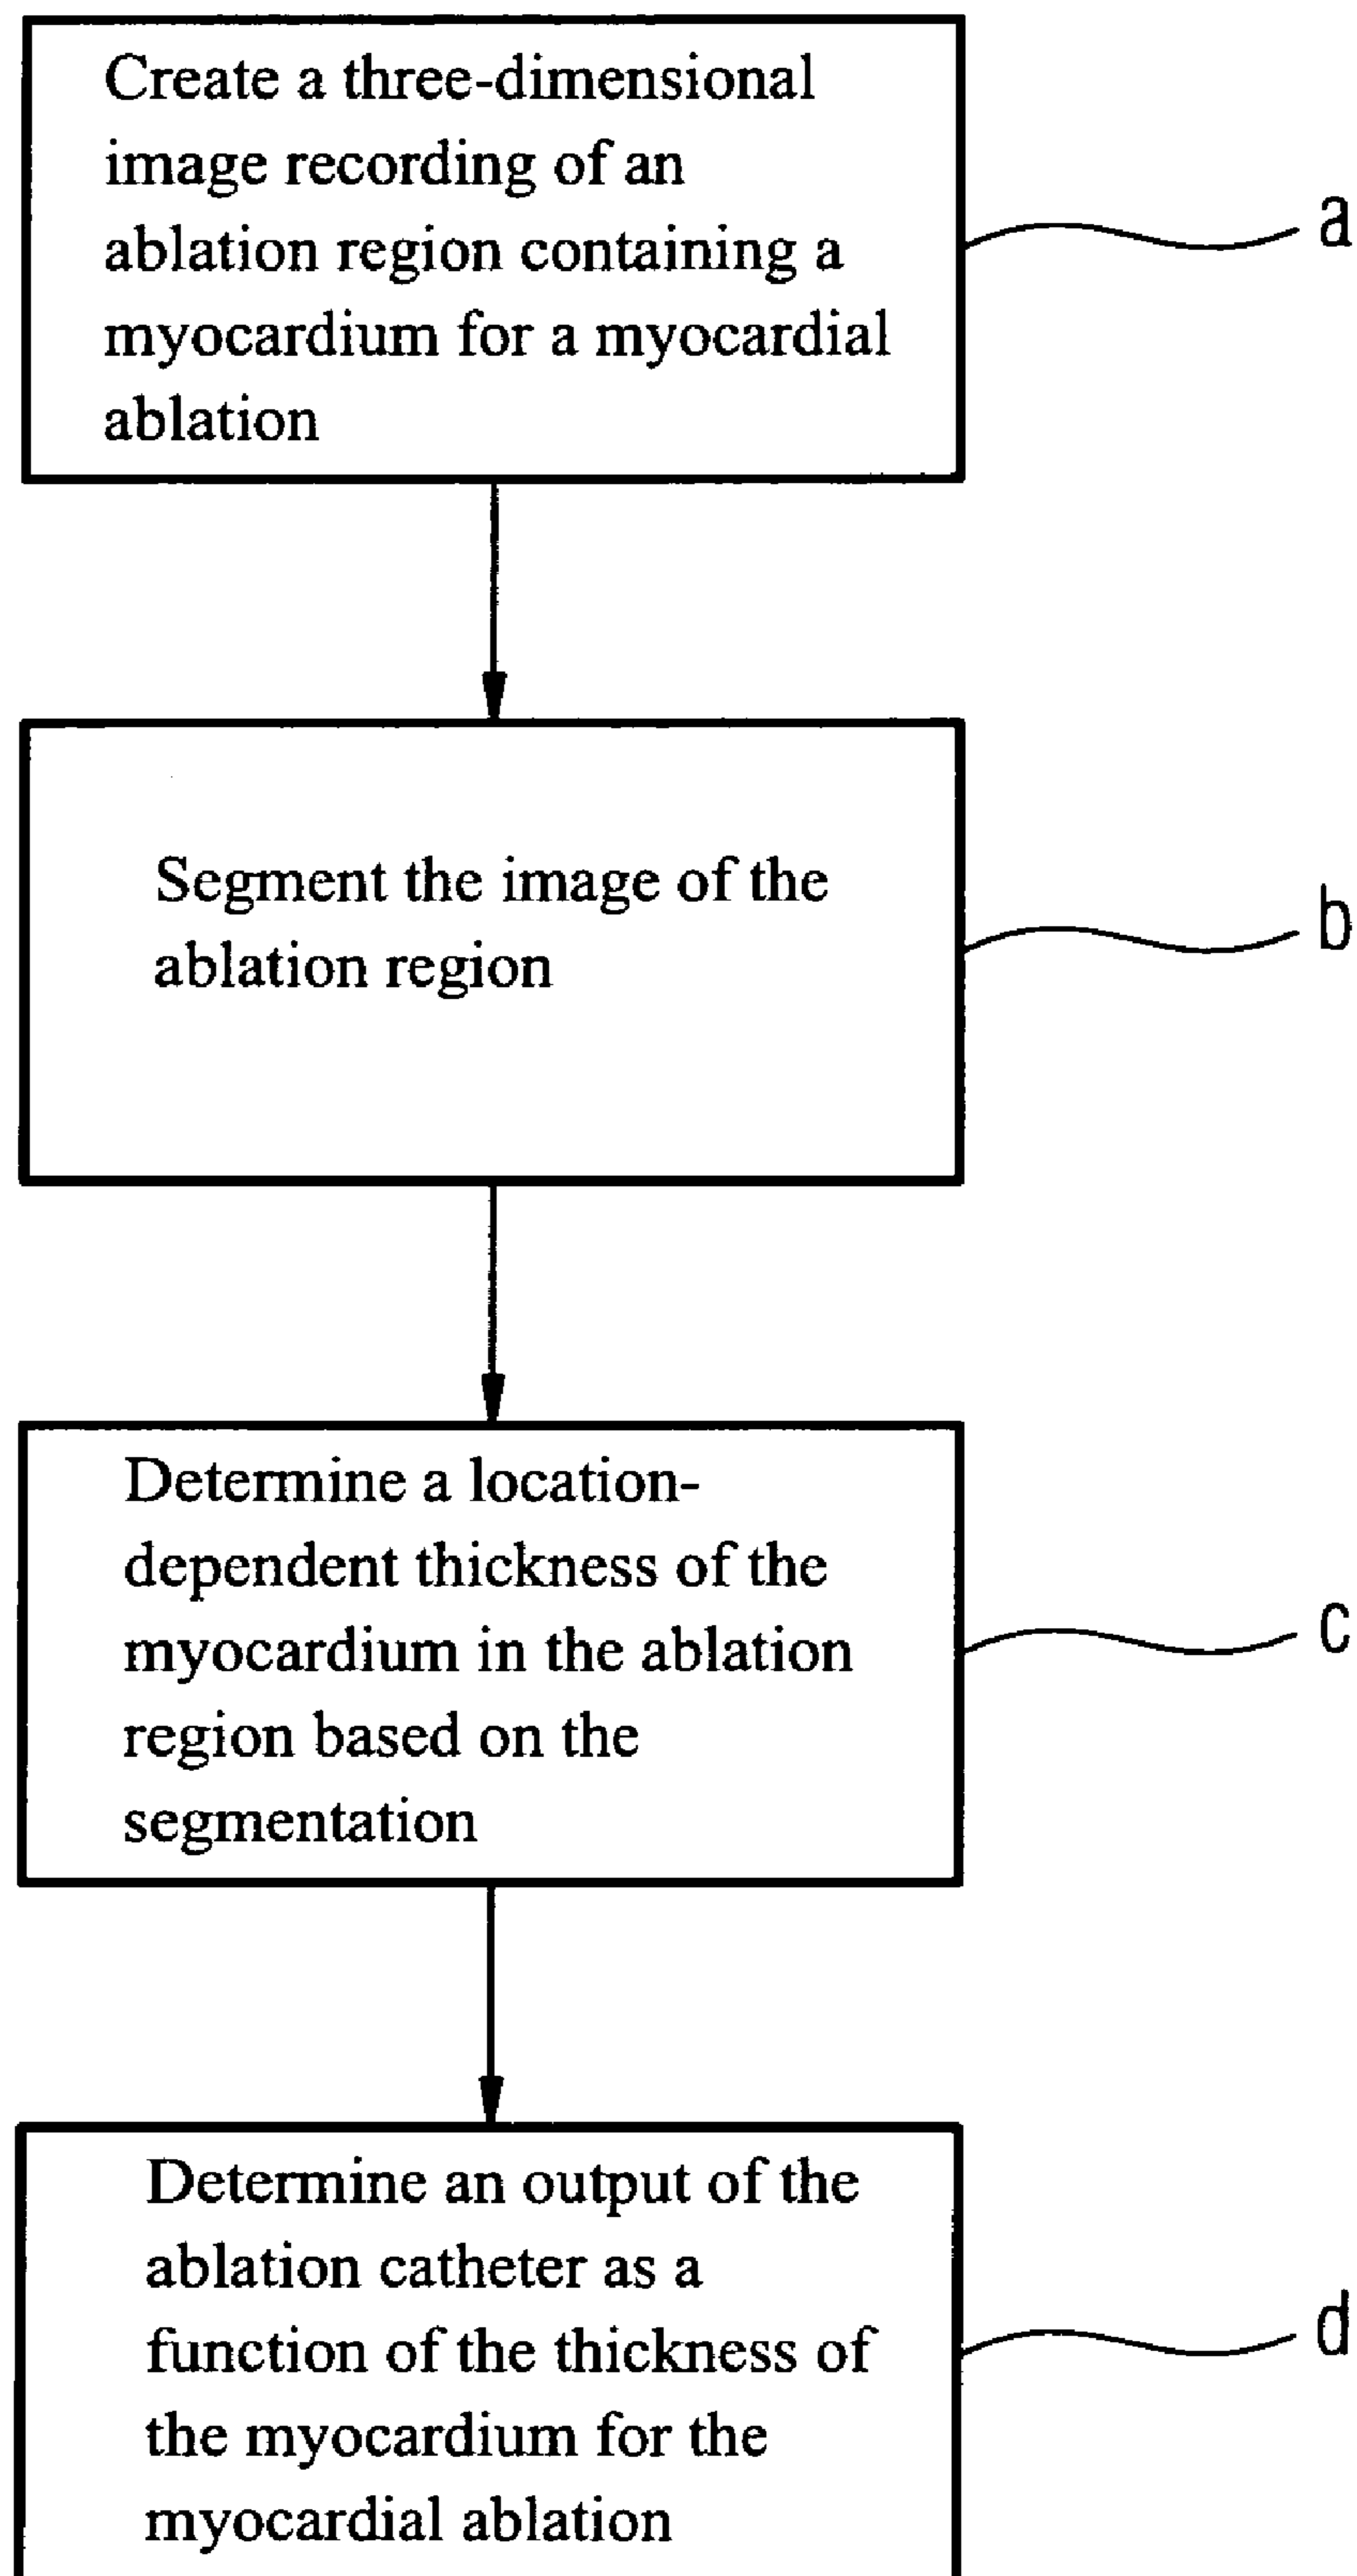 Create a three-dimensional
image recording of an
ablation region containing a
myocardium for a myocardial
ablation
a
Segment the image of the
ablation region
b
Determine a location-
dependent thickness of the
myocardium in the ablation
region based on the
segmentation
c
Determine an output of the
ablation catheter as a
function of the thickness of
the myocardium for the
myocardial ablation
d